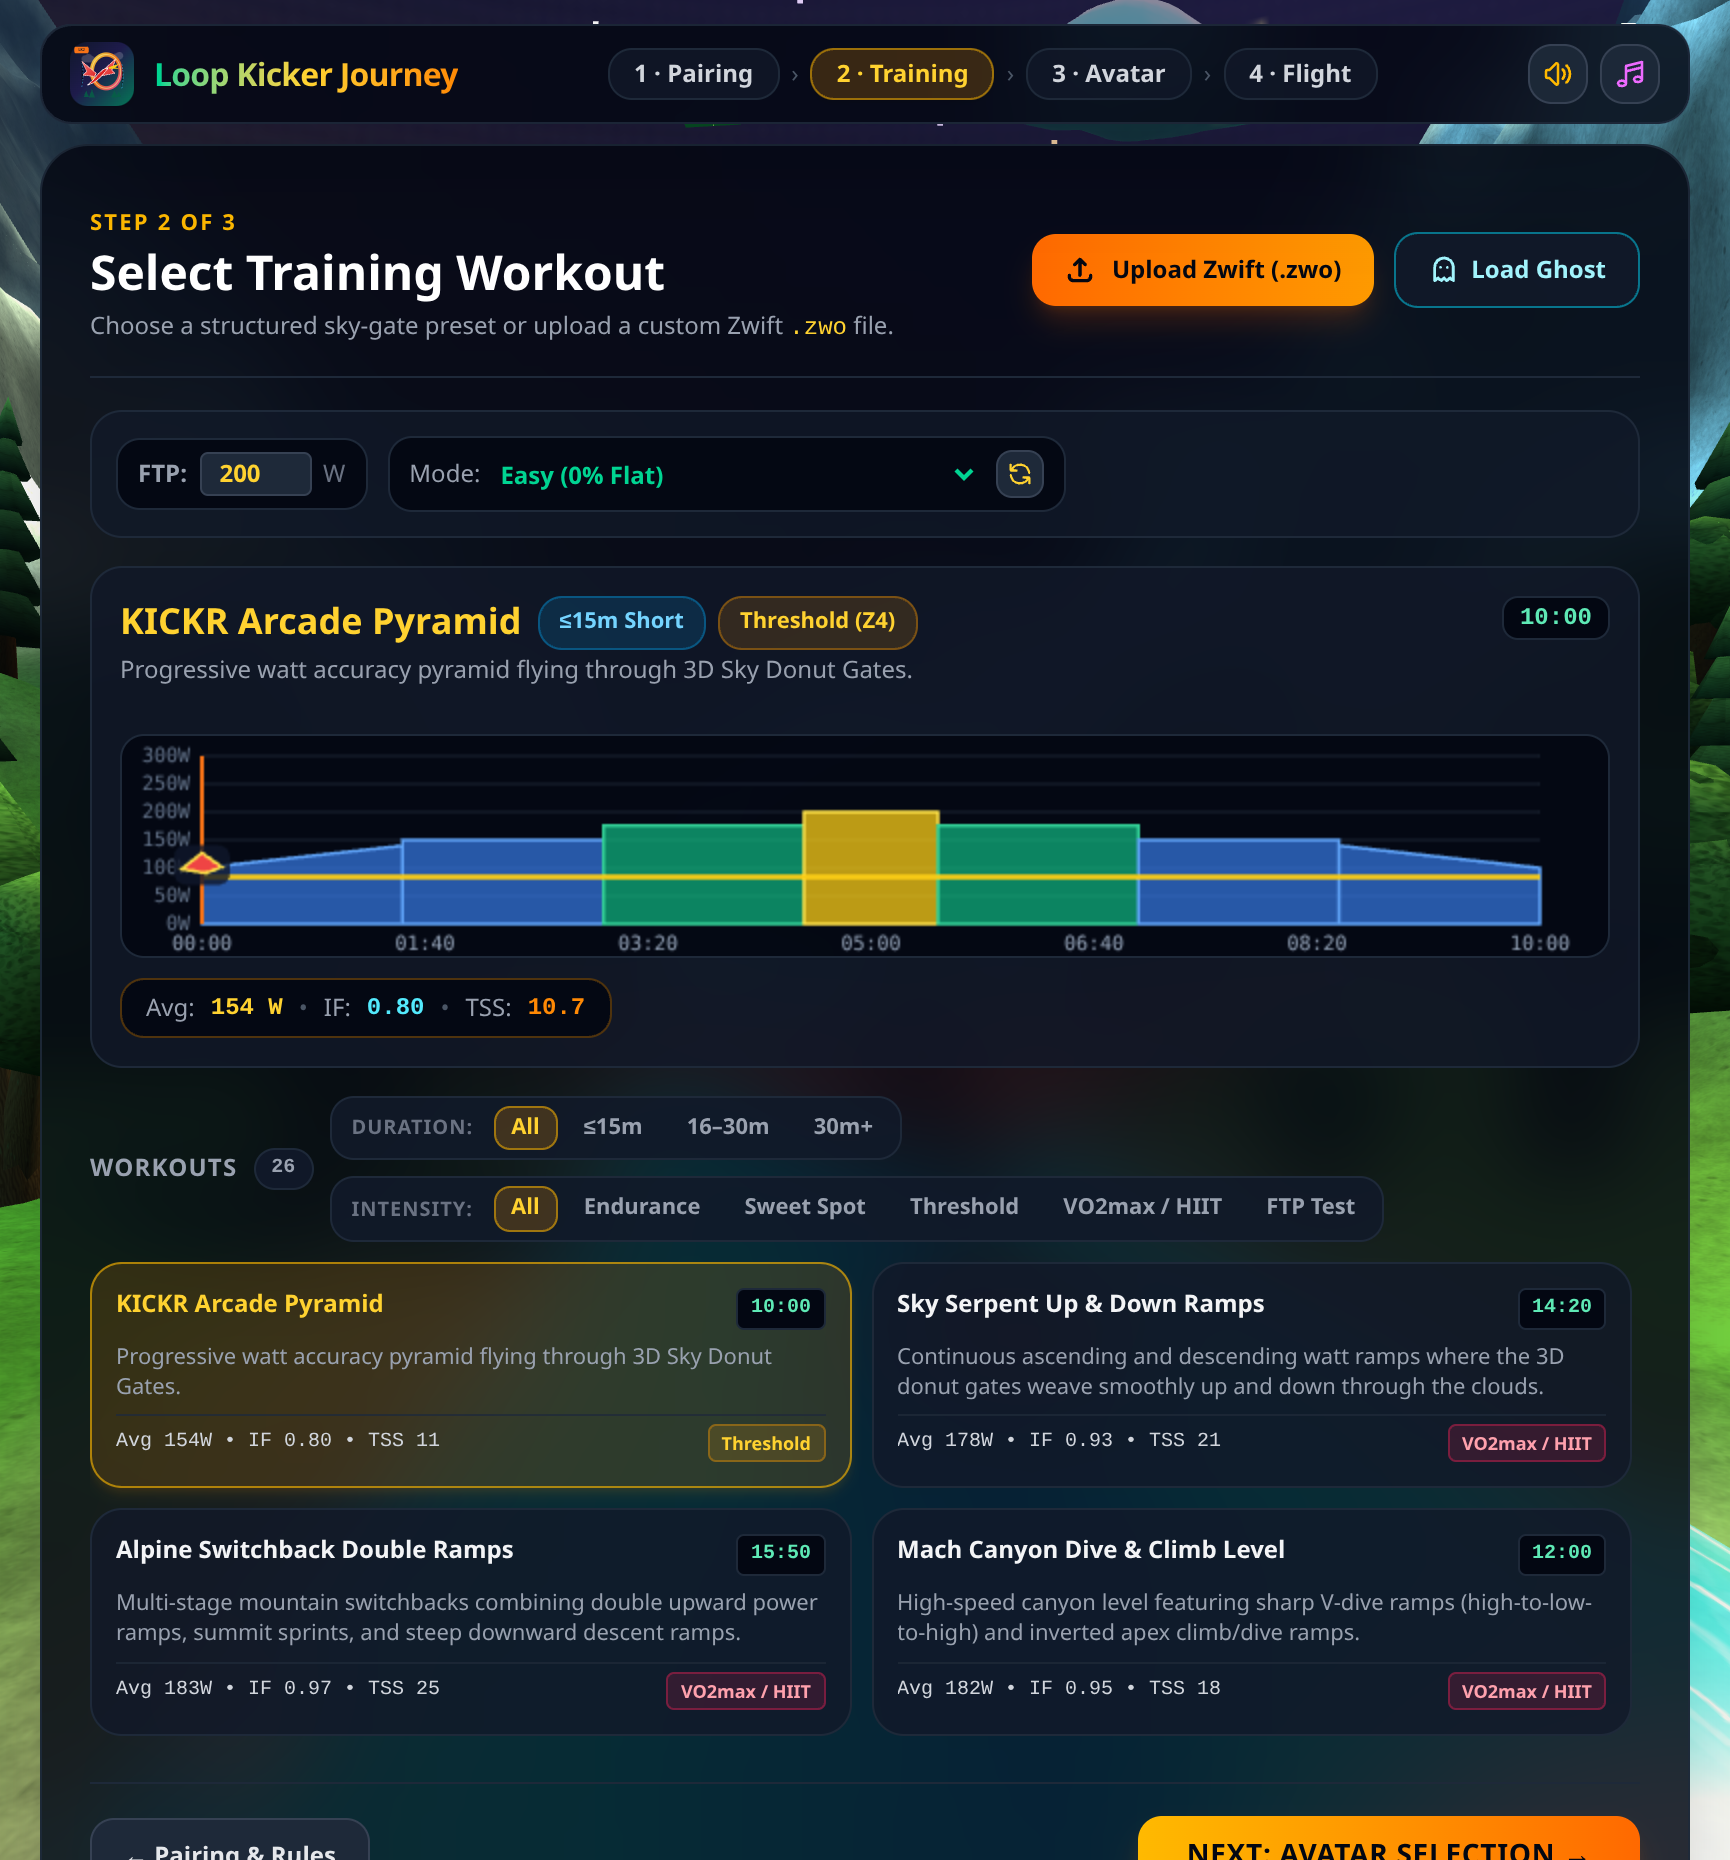 Loop Kicker Journey
1 · Pairing › 2 · Training › 3 · Avatar › 4 · Flight
STEP 2 OF 3
Select Training Workout
Choose a structured sky-gate preset or upload a custom Zwift .zwo file.
Upload Zwift (.zwo)
Load Ghost
FTP: 200 W
Mode: Easy (0% Flat)
KICKR Arcade Pyramid
≤15m Short
Threshold (Z4)
10:00
Progressive watt accuracy pyramid flying through 3D Sky Donut Gates.
300W
250W
200W
150W
100
50W
0W
00:00 01:40 03:20 05:00 06:40 08:20 10:00
Avg: 154 W • IF: 0.80 • TSS: 10.7
WORKOUTS 26
DURATION: All ≤15m 16–30m 30m+
INTENSITY: All Endurance Sweet Spot Threshold VO2max / HIIT FTP Test
KICKR Arcade Pyramid 10:00
Progressive watt accuracy pyramid flying through 3D Sky Donut
Gates.
Avg 154W • IF 0.80 • TSS 11 Threshold
Sky Serpent Up & Down Ramps 14:20
Continuous ascending and descending watt ramps where the 3D
donut gates weave smoothly up and down through the clouds.
Avg 178W • IF 0.93 • TSS 21 VO2max / HIIT
Alpine Switchback Double Ramps 15:50
Multi-stage mountain switchbacks combining double upward power
ramps, summit sprints, and steep downward descent ramps.
Avg 183W • IF 0.97 • TSS 25 VO2max / HIIT
Mach Canyon Dive & Climb Level 12:00
High-speed canyon level featuring sharp V-dive ramps (high-to-low-
to-high) and inverted apex climb/dive ramps.
Avg 182W • IF 0.95 • TSS 18 VO2max / HIIT
← Pairing & Rules
NEXT: AVATAR SELECTION →